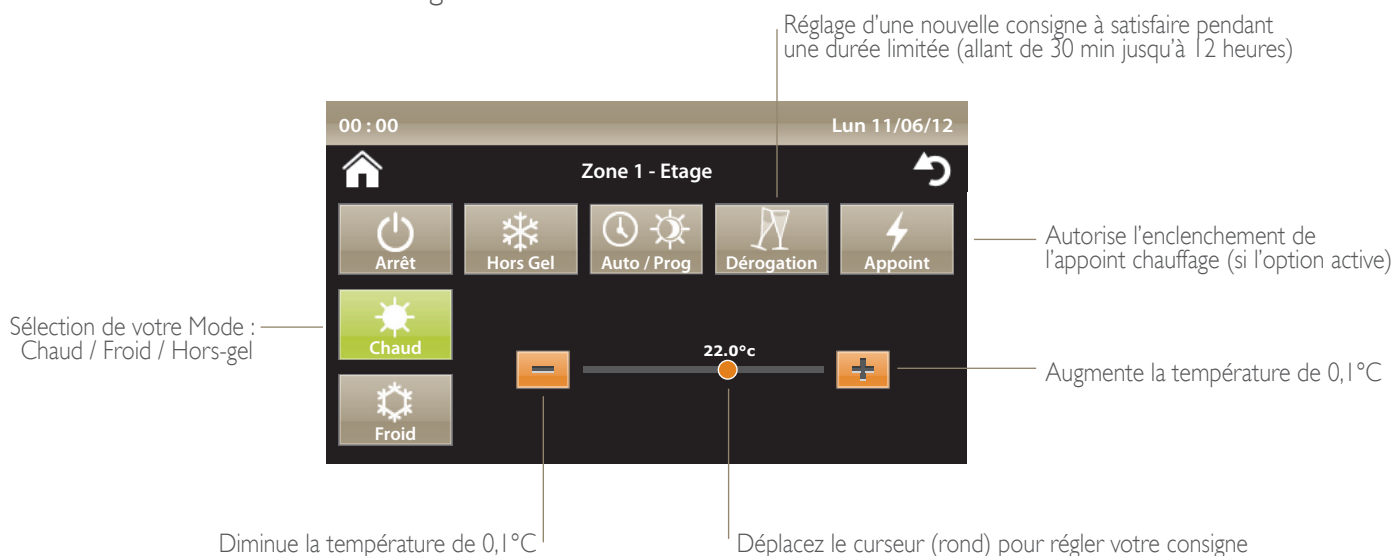 Réglage d'une nouvelle consigne à satisfaire pendant
une durée limitée (allant de 30 min jusqu'à 12 heures)
00 : 00
Lun 11/06/12
Zone 1 - Etage
Arrêt
Hors Gel
Auto / Prog
Dérogation
Appoint
Autorise l'enclenchement de
l'appoint chauffage (si l'option active)
Sélection de votre Mode :
Chaud / Froid / Hors-gel
Chaud
22.0°c
Augmente la température de 0,1°C
Froid
Diminue la température de 0,1°C
Déplacez le curseur (rond) pour régler votre consigne